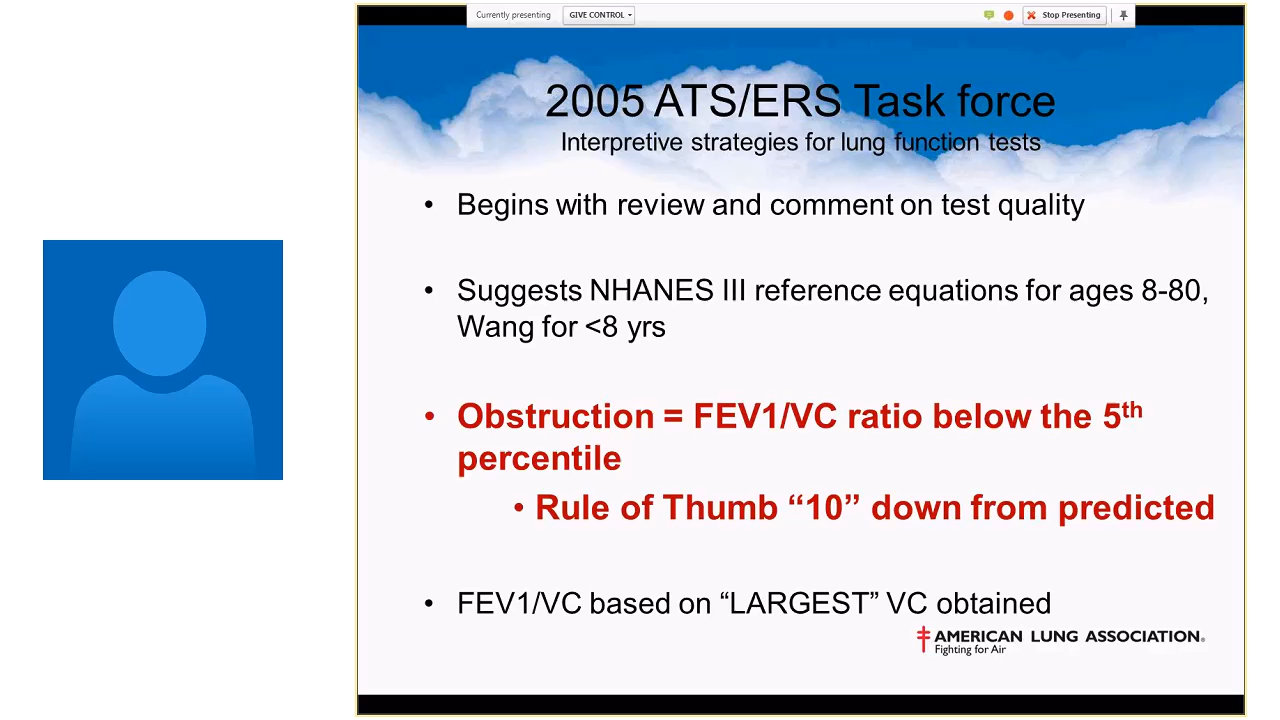 Currently presenting
GIVE CONTROL
Stop Presenting
2005 ATS/ERS Task force
Interpretive strategies for lung function tests
• Begins with review and comment on test quality
• Suggests NHANES III reference equations for ages 8-80,
Wang for <8 yrs
• Obstruction = FEV1/VC ratio below the 5th
percentile
• Rule of Thumb “10” down from predicted
• FEV1/VC based on “LARGEST” VC obtained
AMERICAN LUNG ASSOCIATION®
Fighting for Air